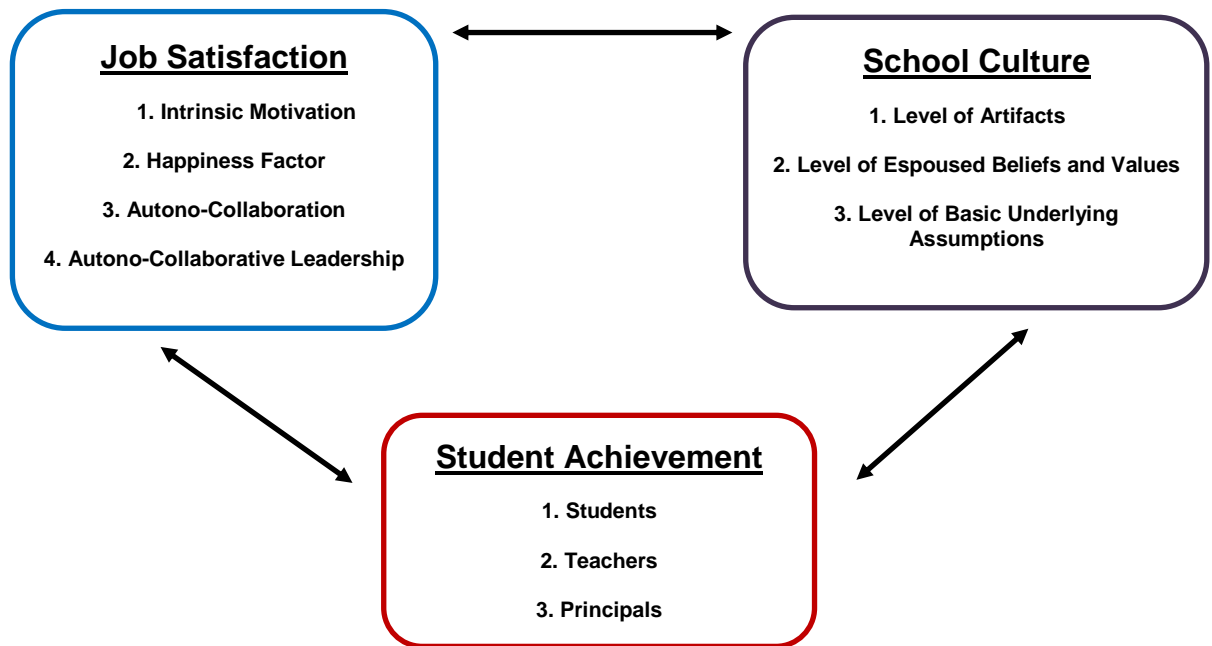 Job Satisfaction
1. Intrinsic Motivation
2. Happiness Factor
3. Autono-Collaboration
4. Autono-Collaborative Leadership
School Culture
1. Level of Artifacts
2. Level of Espoused Beliefs and Values
3. Level of Basic Underlying
Assumptions
Student Achievement
1. Students
2. Teachers
3. Principals